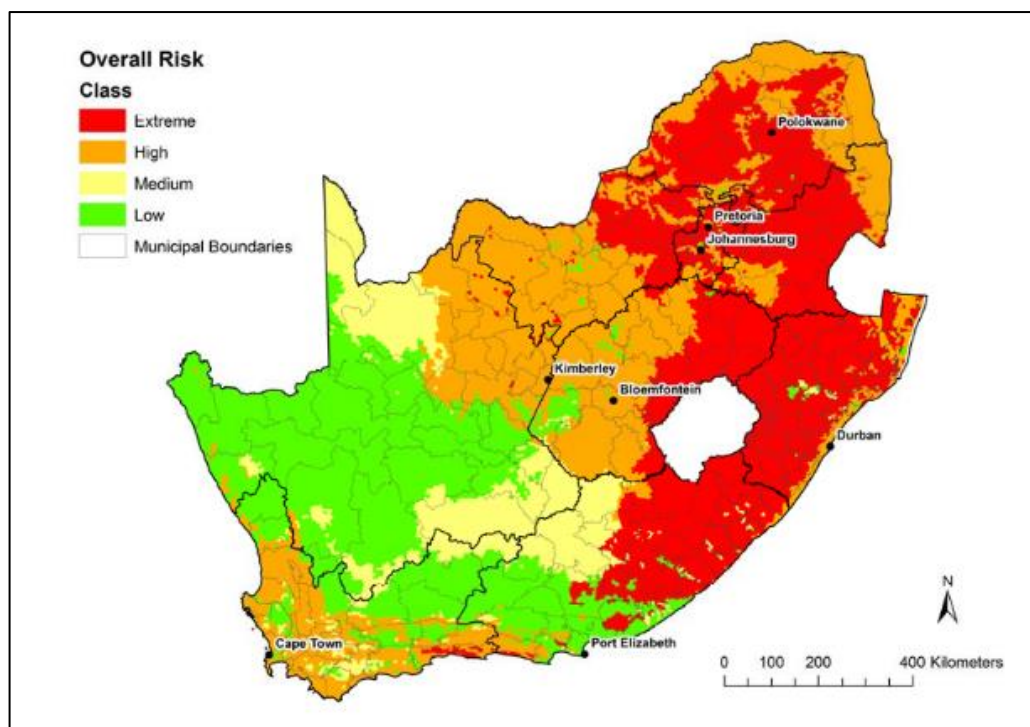 Overall Risk
Class
Extreme
High
Medium
Low
Municipal Boundaries
Polokwane
Pretoria
Johannesburg
Kimberley
Bloemfontein
Durban
Cape Town
Port Elizabeth
N
0 100 200 400 Kilometers